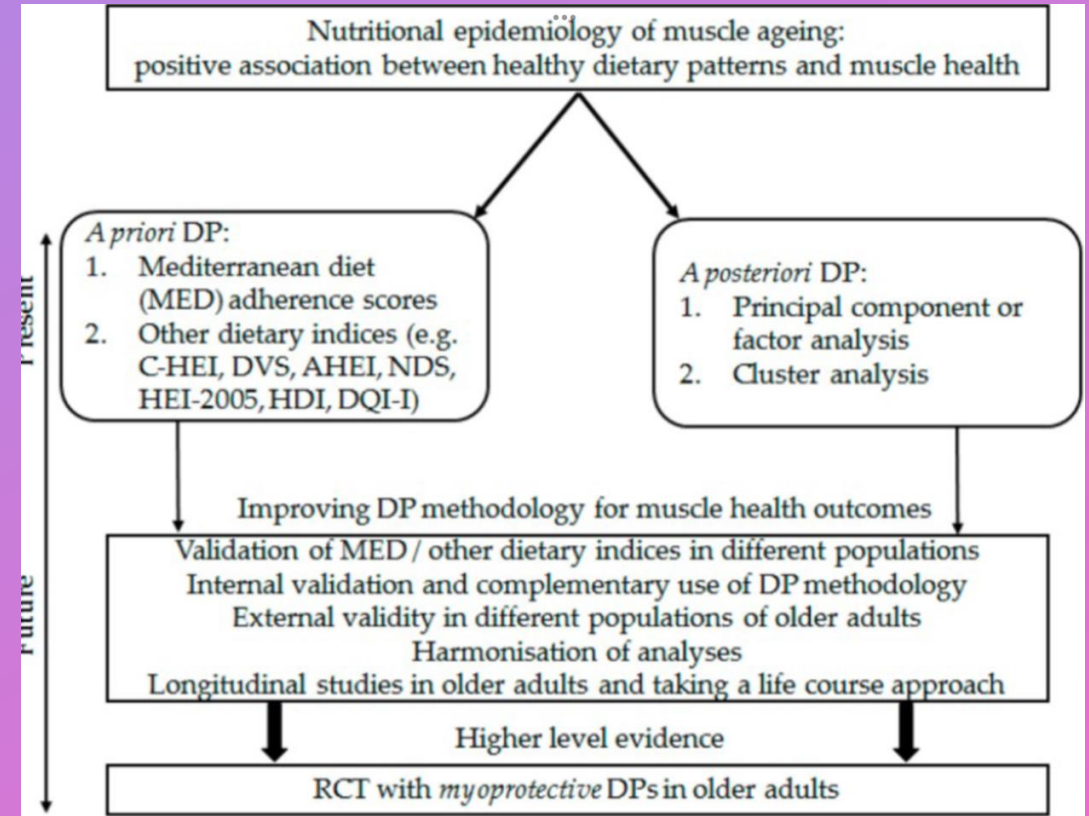 Nutritional epidemiology of muscle ageing:
positive association between healthy dietary patterns and muscle health
A priori DP:
1. Mediterranean diet
(MED) adherence scores
2. Other dietary indices (e.g.
C-HEI, DVS, AHEI, NDS,
HEI-2005, HDI, DQI-I)
A posteriori DP:
1. Principal component or
factor analysis
2. Cluster analysis
Present
Improving DP methodology for muscle health outcomes
Validation of MED/ other dietary indices in different populations
Internal validation and complementary use of DP methodology
External validity in different populations of older adults
Harmonisation of analyses
Longitudinal studies in older adults and taking a life course approach
Future
Higher level evidence
RCT with myoprotective DPs in older adults